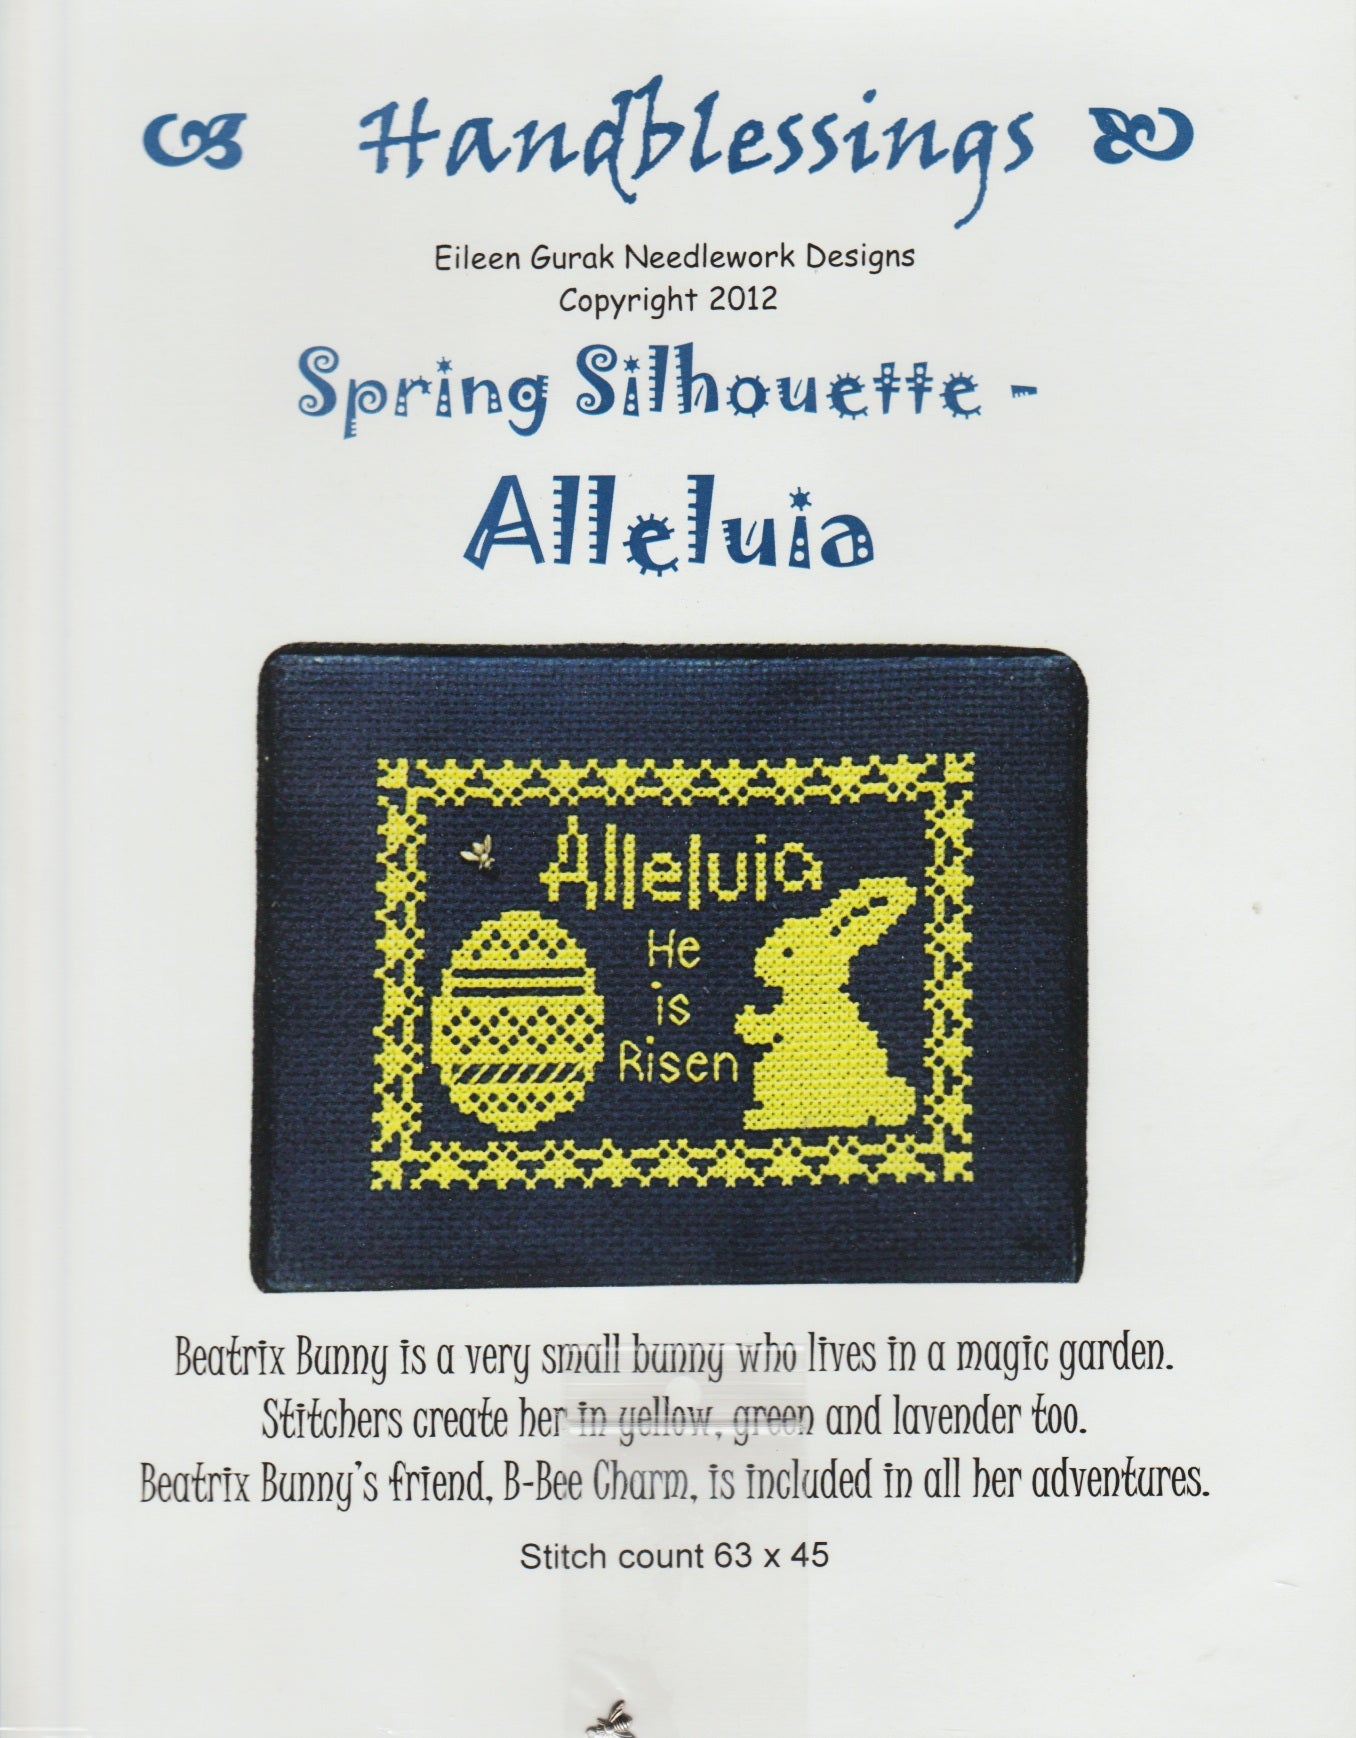 Handblessings
Eileen Gurak Needlework Designs
Copyright 2012
Spring Silhouette -
Alleluia
Alleluia
He
is
Risen
Beatrix Bunny is a very small bunny who lives in a magic garden.
Stitchers create her in yellow, green and lavender too.
Beatrix Bunny's friend, B-Bee Charm, is included in all her adventures.
Stitch count 63 x 45